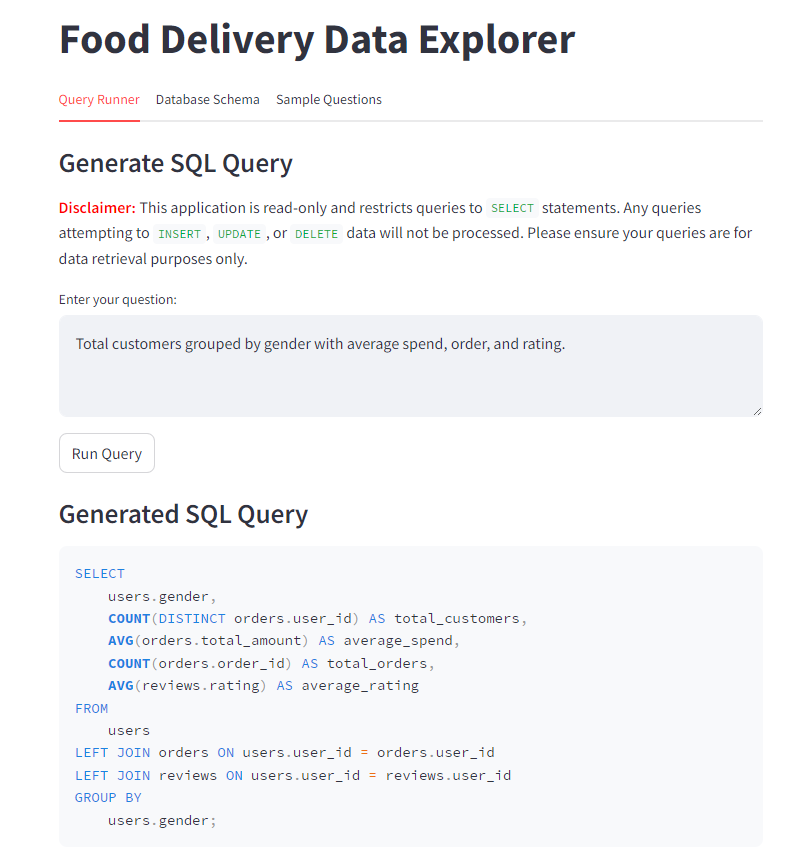 Food Delivery Data Explorer
Query Runner Database Schema Sample Questions
Generate SQL Query
Disclaimer: This application is read-only and restricts queries to SELECT statements. Any queries
attempting to INSERT , UPDATE , or DELETE data will not be processed. Please ensure your queries are for
data retrieval purposes only.
Enter your question:
Total customers grouped by gender with average spend, order, and rating.
Run Query
Generated SQL Query
SELECT
    users.gender,
    COUNT(DISTINCT orders.user_id) AS total_customers,
    AVG(orders.total_amount) AS average_spend,
    COUNT(orders.order_id) AS total_orders,
    AVG(reviews.rating) AS average_rating
FROM
    users
LEFT JOIN orders ON users.user_id = orders.user_id
LEFT JOIN reviews ON users.user_id = reviews.user_id
GROUP BY
    users.gender;